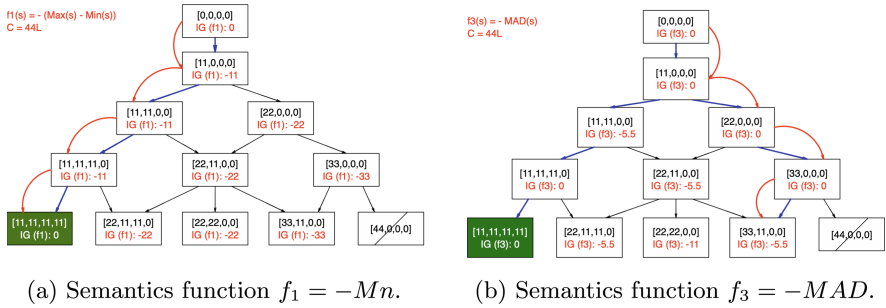 f1(s) = - (Max(s) - Min(s))
C = 44L
[0,0,0,0]
IG (f1): 0
[11,0,0,0]
IG (f1): -11
[11,11,0,0]
IG (f1): -11
[22,0,0,0]
IG (f1): -22
[11,11,11,0]
IG (f1): -11
[22,11,0,0]
IG (f1): -22
[33,0,0,0]
IG (f1): -33
[11,11,11,11]
IG (f1): 0
[22,11,11,0]
IG (f1): -22
[22,22,0,0]
IG (f1): -22
[33,11,0,0]
IG (f1): -33
[44,0,0,0]
(a) Semantics function f₁ = −Mn.
f3(s) = - MAD(s)
C = 44L
[0,0,0,0]
IG (f3): 0
[11,0,0,0]
IG (f3): 0
[11,11,0,0]
IG (f3): -5.5
[22,0,0,0]
IG (f3): 0
[11,11,11,0]
IG (f3): 0
[22,11,0,0]
IG (f3): -5.5
[33,0,0,0]
IG (f3): 0
[11,11,11,11]
IG (f3): 0
[22,11,11,0]
IG (f3): -5.5
[22,22,0,0]
IG (f3): -11
[33,11,0,0]
IG (f3): -5.5
[44,0,0,0]
(b) Semantics function f₃ = −MAD.